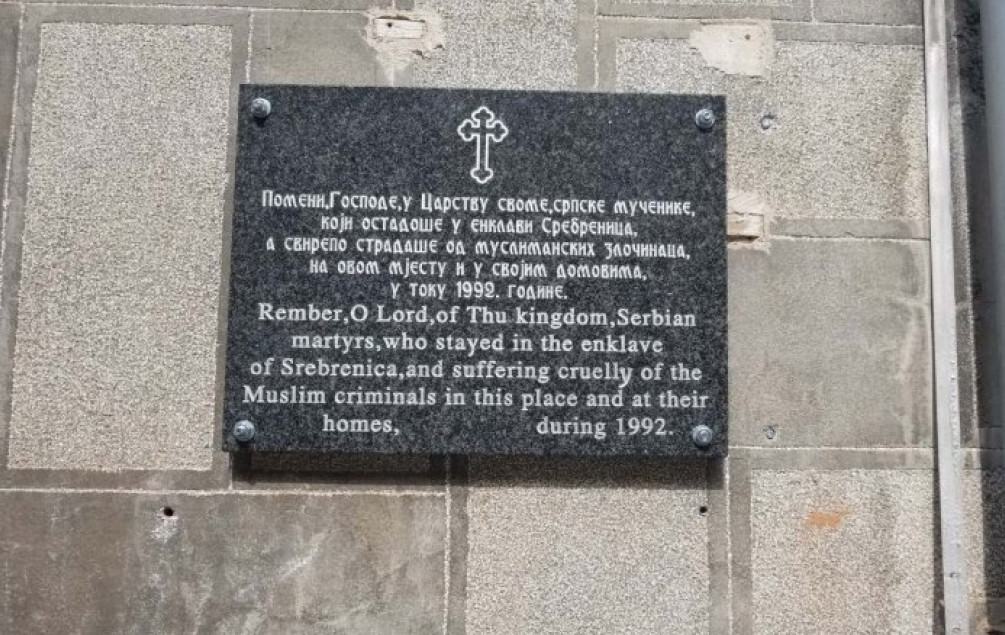 Помени,Господе,у Царству своме,српске мученике,
који остадоше у енклави Сребреница,
а свирепо страдаше од муслиманских злочинаца,
на овом мјесту и у својим домовима,
у току 1992. године.
Rember,O Lord,of Thu kingdom,Serbian
martyrs,who stayed in the enklave
of Srebrenica,and suffering cruelly of the
Muslim criminals in this place and at their
homes, during 1992.